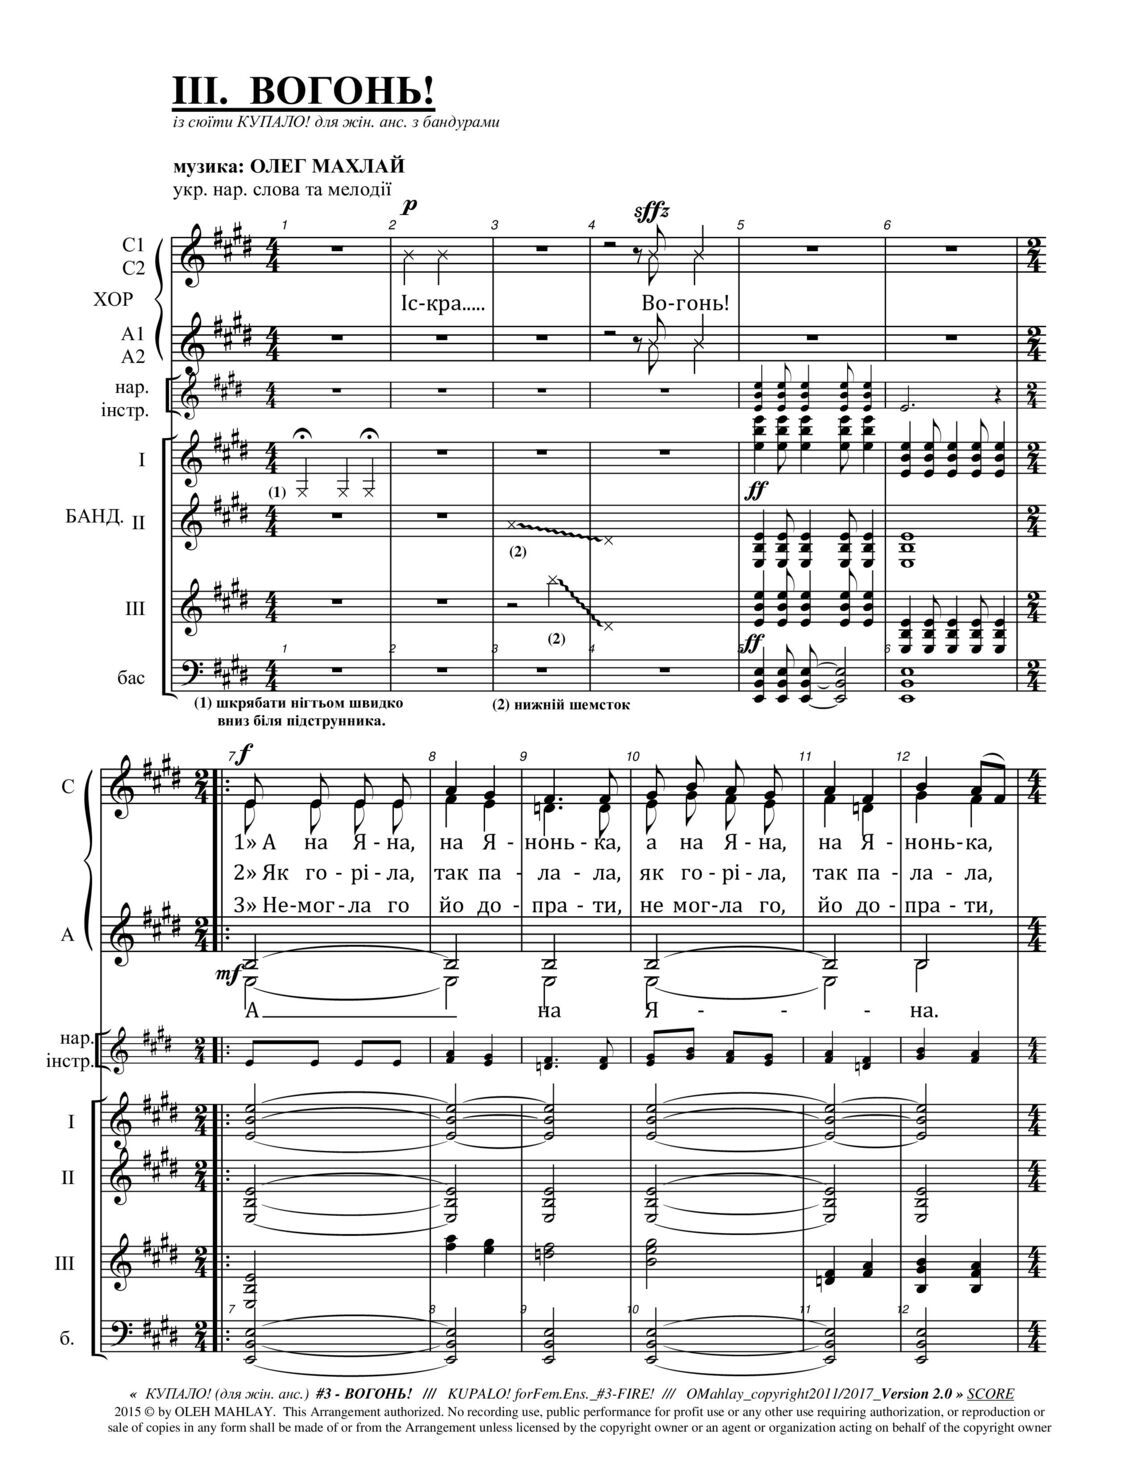 III. ВОГОНЬ!
із сюїти КУПАЛО! для жін. анс. з бандурами
музика: ОЛЕГ МАХЛАЙ
укр. нар. слова та мелодії
p
sffz
1 2 3 4 5 6
С1
С2
ХОР
Іс-кра..... Во-гонь!
А1
А2
нар.
інстр.
I
(1)
ff
БАНД. II
(2)
III
(2)
ff
1 2 3 4 5 6
бас
(1) шкрябати нігтьом швидко
вниз біля підструнника.
(2) нижній шемсток
7 f 8 9 10 11 12
С
1» А на Я - на, на Я - нонь - ка, а на Я - на, на Я - нонь-ка,
2» Як го - рі - ла, так па - ла - ла, як го - рі - ла, так па - ла - ла,
3» Не-мог-ла го йо до - пра - ти, не мог-ла го, йо до - пра - ти,
А
mf
А на Я - - - на.
нар.
інстр.
I
II
III
7 8 9 10 11 12
б.
« КУПАЛО! (для жін. анс.) #3 - ВОГОНЬ! /// KUPALO! forFem.Ens._#3-FIRE! /// OMahlay_copyright2011/2017_Version 2.0 » SCORE
2015 © by OLEH MAHLAY. This Arrangement authorized. No recording use, public performance for profit use or any other use requiring authorization, or reproduction or
sale of copies in any form shall be made of or from the Arrangement unless licensed by the copyright owner or an agent or organization acting on behalf of the copyright owner